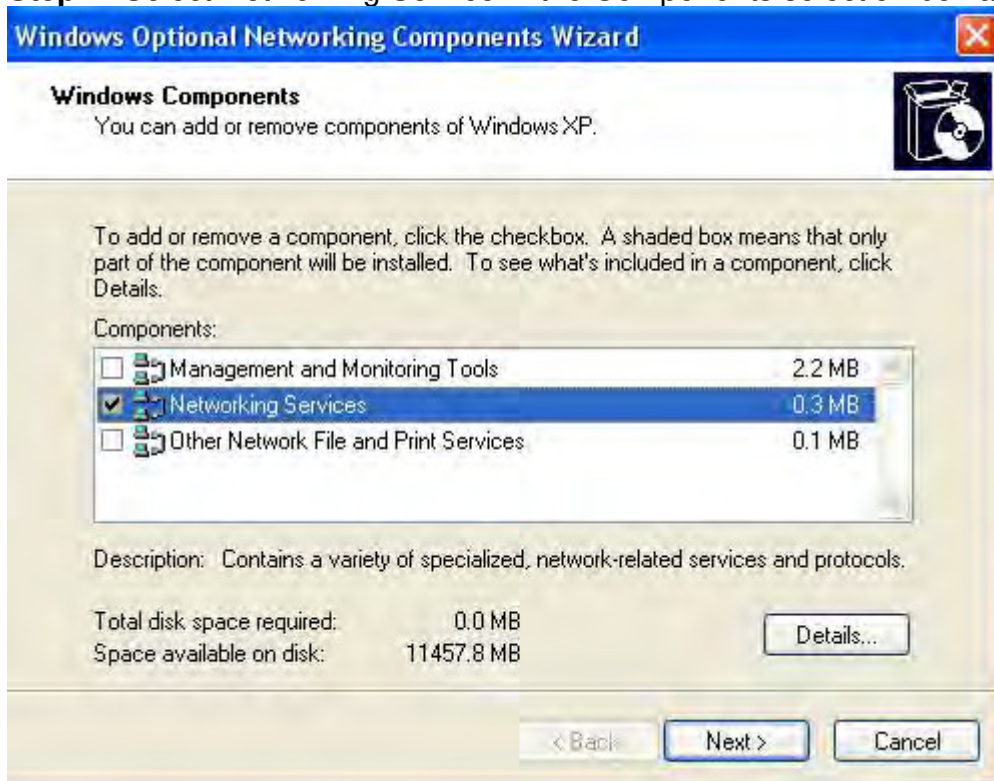 Windows Optional Networking Components Wizard
Windows Components
You can add or remove components of Windows XP.
To add or remove a component, click the checkbox. A shaded box means that only
part of the component will be installed. To see what's included in a component, click
Details.
Components:
Management and Monitoring Tools 2.2 MB
Networking Services 0.3 MB
Other Network File and Print Services 0.1 MB
Description: Contains a variety of specialized, network-related services and protocols.
Total disk space required: 0.0 MB
Space available on disk: 11457.8 MB
Details...
< Back
Next >
Cancel